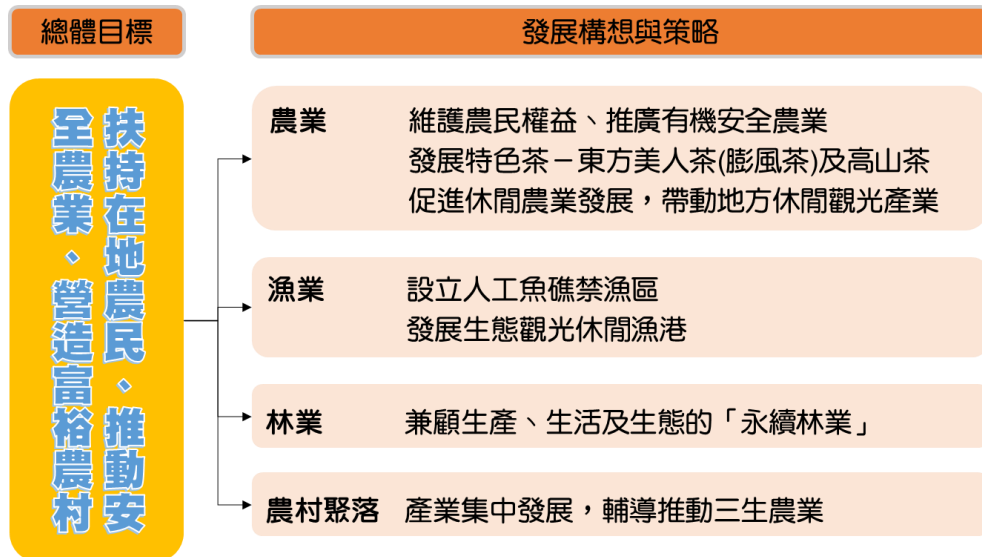 總體目標
發展構想與策略
扶持在地農民、推動安
全農業、營造富裕農村
農業
維護農民權益、推廣有機安全農業
發展特色茶－東方美人茶(膨風茶)及高山茶
促進休閒農業發展，帶動地方休閒觀光產業
漁業
設立人工魚礁禁漁區
發展生態觀光休閒漁港
林業
兼顧生產、生活及生態的「永續林業」
農村聚落
產業集中發展，輔導推動三生農業